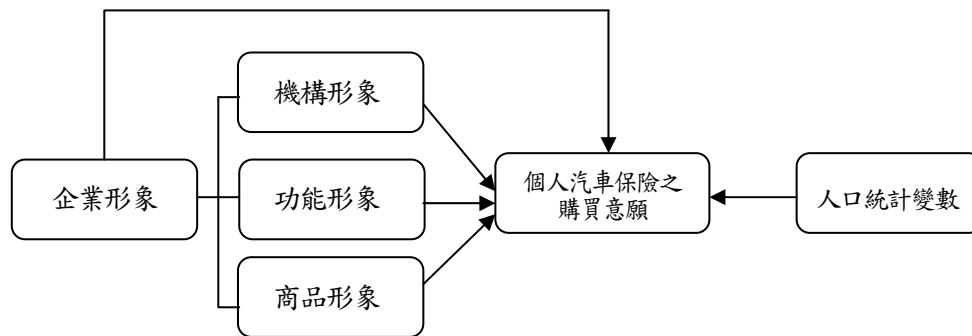 機構形象
企業形象
功能形象
個人汽車保險之
購買意願
人口統計變數
商品形象